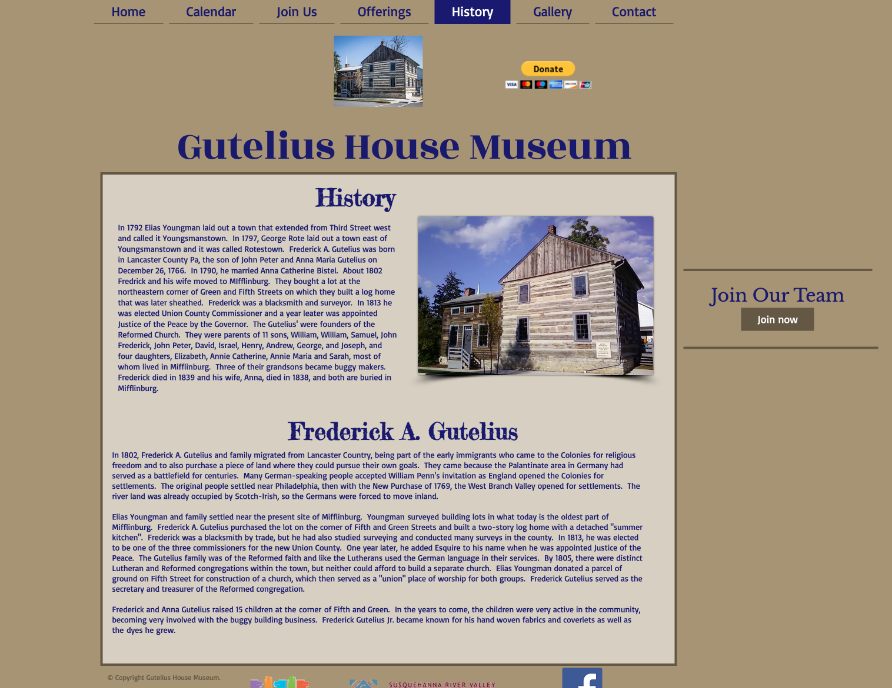 Home Calendar Join Us Offerings History Gallery Contact
Donate
VISA
Gutelius House Museum
History
In 1792 Elias Youngman laid out a town that extended from Third Street west
and called it Youngsmanstown. In 1797, George Rote laid out a town east of
Youngsmanstown and it was called Rotestown. Frederick A. Gutelius was born
in Lancaster County Pa, the son of John Peter and Anna Maria Gutelius on
December 26, 1766. In 1790, he married Anna Catherine Bistel. About 1802
Fredrick and his wife moved to Mifflinburg. They bought a lot at the
northeastern corner of Green and Fifth Streets on which they built a log home
that was later sheathed. Frederick was a blacksmith and surveyor. In 1813 he
was elected Union County Commissioner and a year leater was appointed
Justice of the Peace by the Governor. The Gutelius' were founders of the
Reformed Church. They were parents of 11 sons, William, William, Samuel, John
Frederick, John Peter, David, Israel, Henry, Andrew, George, and Joseph, and
four daughters, Elizabeth, Annie Catherine, Annie Maria and Sarah, most of
whom lived in Mifflinburg. Three of their grandsons became buggy makers.
Frederick died in 1839 and his wife, Anna, died in 1838, and both are buried in
Mifflinburg.
Join Our Team
Join now
Frederick A. Gutelius
In 1802, Frederick A. Gutelius and family migrated from Lancaster Country, being part of the early immigrants who came to the Colonies for religious
freedom and to also purchase a piece of land where they could pursue their own goals. They came because the Palantinate area in Germany had
served as a battlefield for centuries. Many German-speaking people accepted William Penn's invitation as England opened the Colonies for
settlements. The original people settled near Philadelphia, then with the New Purchase of 1769, the West Branch Valley opened for settlements. The
river land was already occupied by Scotch-Irish, so the Germans were forced to move inland.
Elias Youngman and family settled near the present site of Mifflinburg. Youngman surveyed building lots in what today is the oldest part of
Mifflinburg. Frederick A. Gutelius purchased the lot on the corner of Fifth and Green Streets and built a two-story log home with a detached "summer
kitchen". Frederick was a blacksmith by trade, but he had also studied surveying and conducted many surveys in the county. In 1813, he was elected
to be one of the three commissioners for the new Union County. One year later, he added Esquire to his name when he was appointed Justice of the
Peace. The Gutelius family was of the Reformed faith and like the Lutherans used the German language in their services. By 1805, there were distinct
Lutheran and Reformed congregations within the town, but neither could afford to build a separate church. Elias Youngman donated a parcel of
ground on Fifth Street for construction of a church, which then served as a "union" place of worship for both groups. Frederick Gutelius served as the
secretary and treasurer of the Reformed congregation.
Frederick and Anna Gutelius raised 15 children at the corner of Fifth and Green. In the years to come, the children were very active in the community,
becoming very involved with the buggy building business. Frederick Gutelius Jr. became known for his hand woven fabrics and coverlets as well as
the dyes he grew.
© Copyright Gutelius House Museum.
SUSQUEHANNA RIVER VALLEY
f